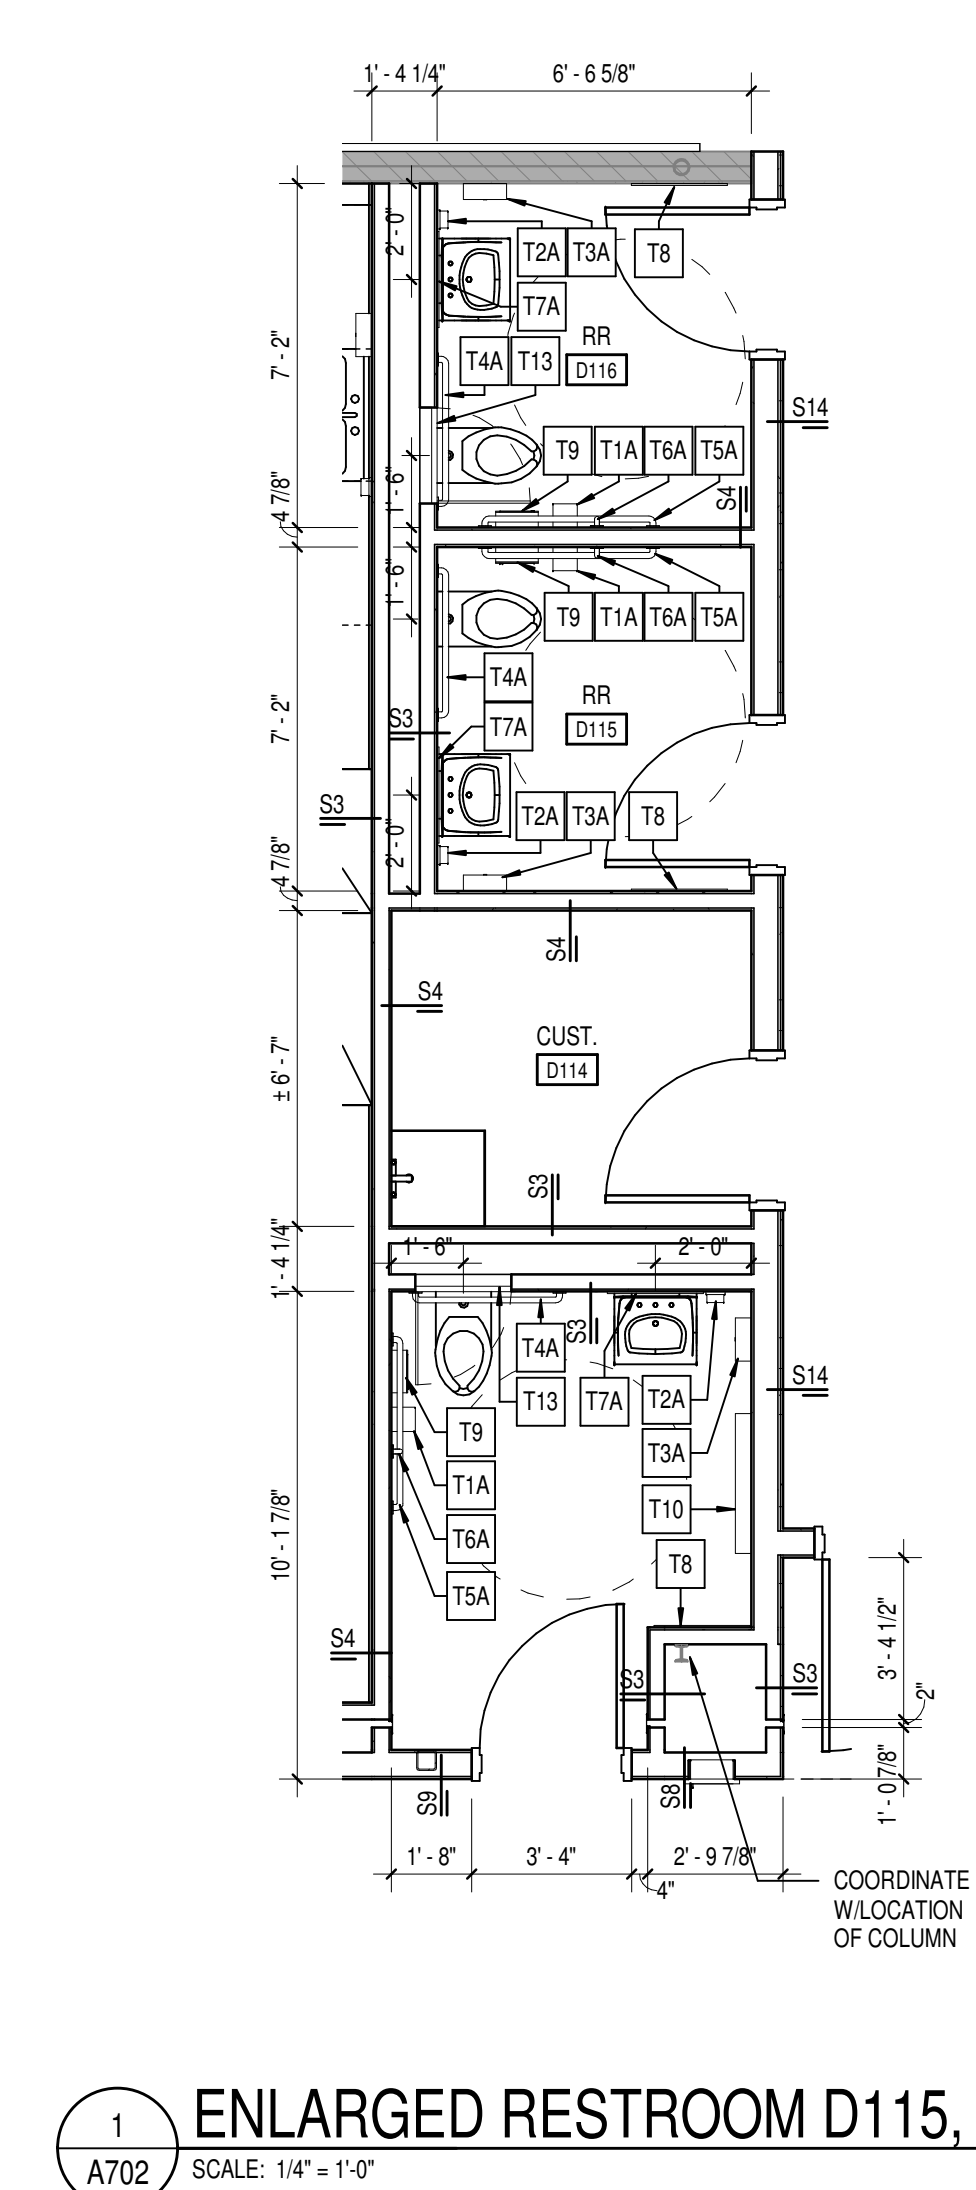 1' - 4 1/4"
6' - 6 5/8"
2' - 0"
T2A
T3A
T8
T7A
RR
D116
7' - 2"
T4A
T13
S14
T9
T1A
T6A
T5A
S4
1' - 6"
4 7/8"
1' - 6"
T9
T1A
T6A
T5A
T4A
RR
D115
S3
T7A
7' - 2"
S3
T2A
T3A
T8
2' - 0"
4 7/8"
S4
S4
CUST.
D114
± 6' - 7"
S3
1' - 4 1/4"
1' - 6"
2' - 0"
S3
T4A
T13
T7A
T2A
S14
T9
T3A
T1A
T10
T6A
T8
T5A
10' - 1 7/8"
S4
S3
S3
3' - 4 1/2"
2"
1' - 0 7/8"
S9
S8
1' - 8"
3' - 4"
4"
2' - 9 7/8"
COORDINATE
W/LOCATION
OF COLUMN
1
A702
ENLARGED RESTROOM D115,
SCALE: 1/4" = 1'-0"